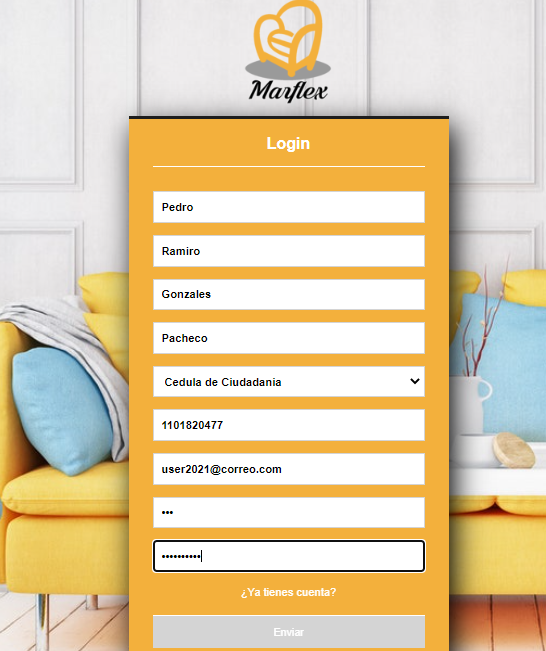 Marflex
Login
Pedro
Ramiro
Gonzales
Pacheco
Cedula de Ciudadania
1101820477
user2021@correo.com
•••
••••••••••
¿Ya tienes cuenta?
Enviar